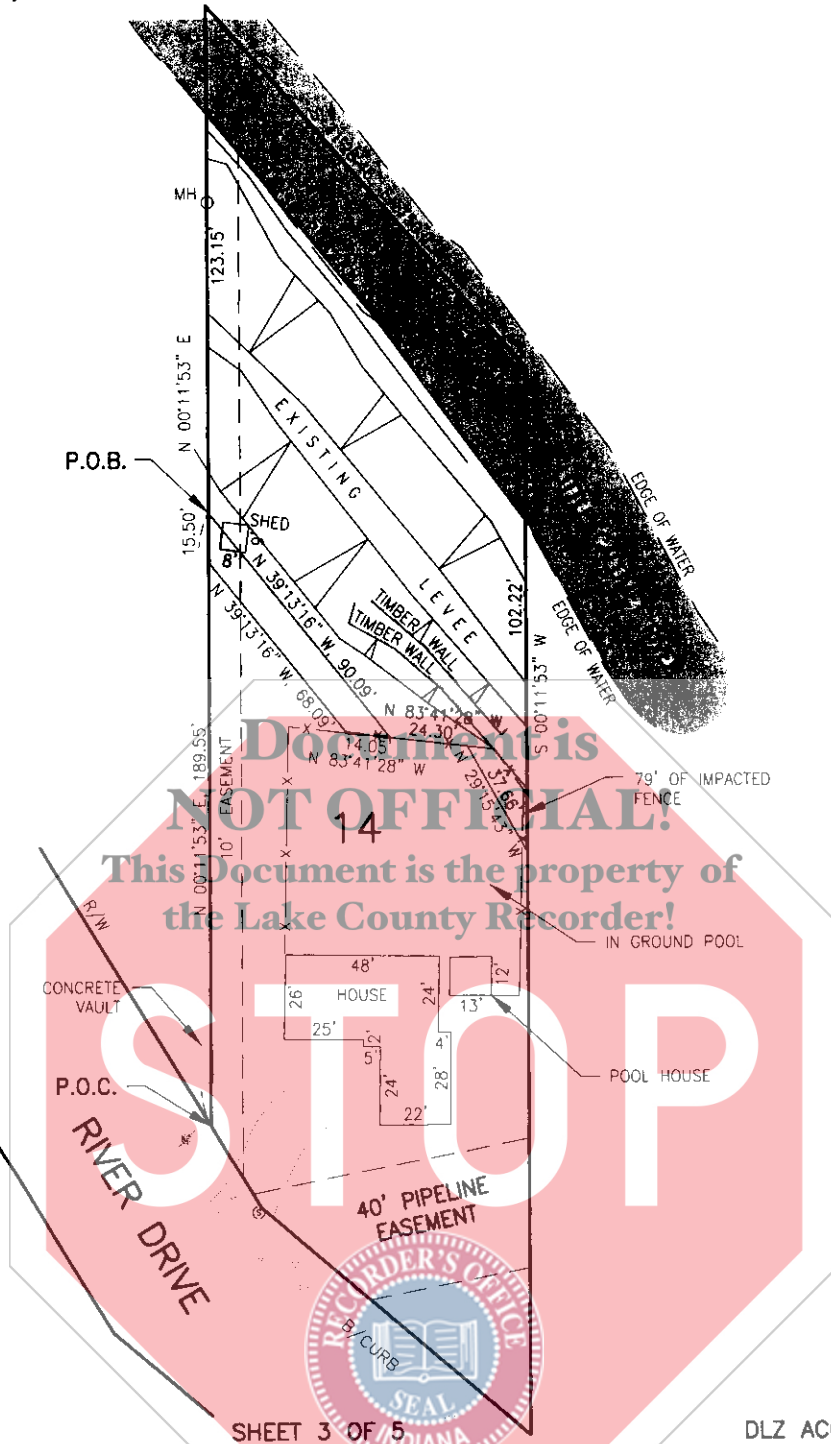 MH
123.15'
N 00°11'53" E
EDGE OF WATER
EXISTING
LEVEE
P.O.B.
15.50'
SHED
8'
N 39°13'16" W, 90.09'
N 39°13'16" W, 68.09'
TIMBER WALL
TIMBER WALL
102.22'
EDGE OF WATER
S 00°11'53" W
N 83°41'28" W
24.30'
14.05'
N 83°41'28" W
37.66'
N 29°15'43" W
79' OF IMPACTED
FENCE
Document is
NOT OFFICIAL!
This Document is the property of
the Lake County Recorder!
N 00°11'53" E, 189.55'
10' EASEMENT
14
R/W
IN GROUND POOL
48'
HOUSE
26'
24'
12'
13'
25'
2'
5'
4'
24'
28'
22'
CONCRETE
VAULT
POOL HOUSE
P.O.C.
STOP
RIVER DRIVE
40' PIPELINE
EASEMENT
B/CURB
RECORDER'S OFFICE
SEAL
INDIANA
SHEET 3 OF 5